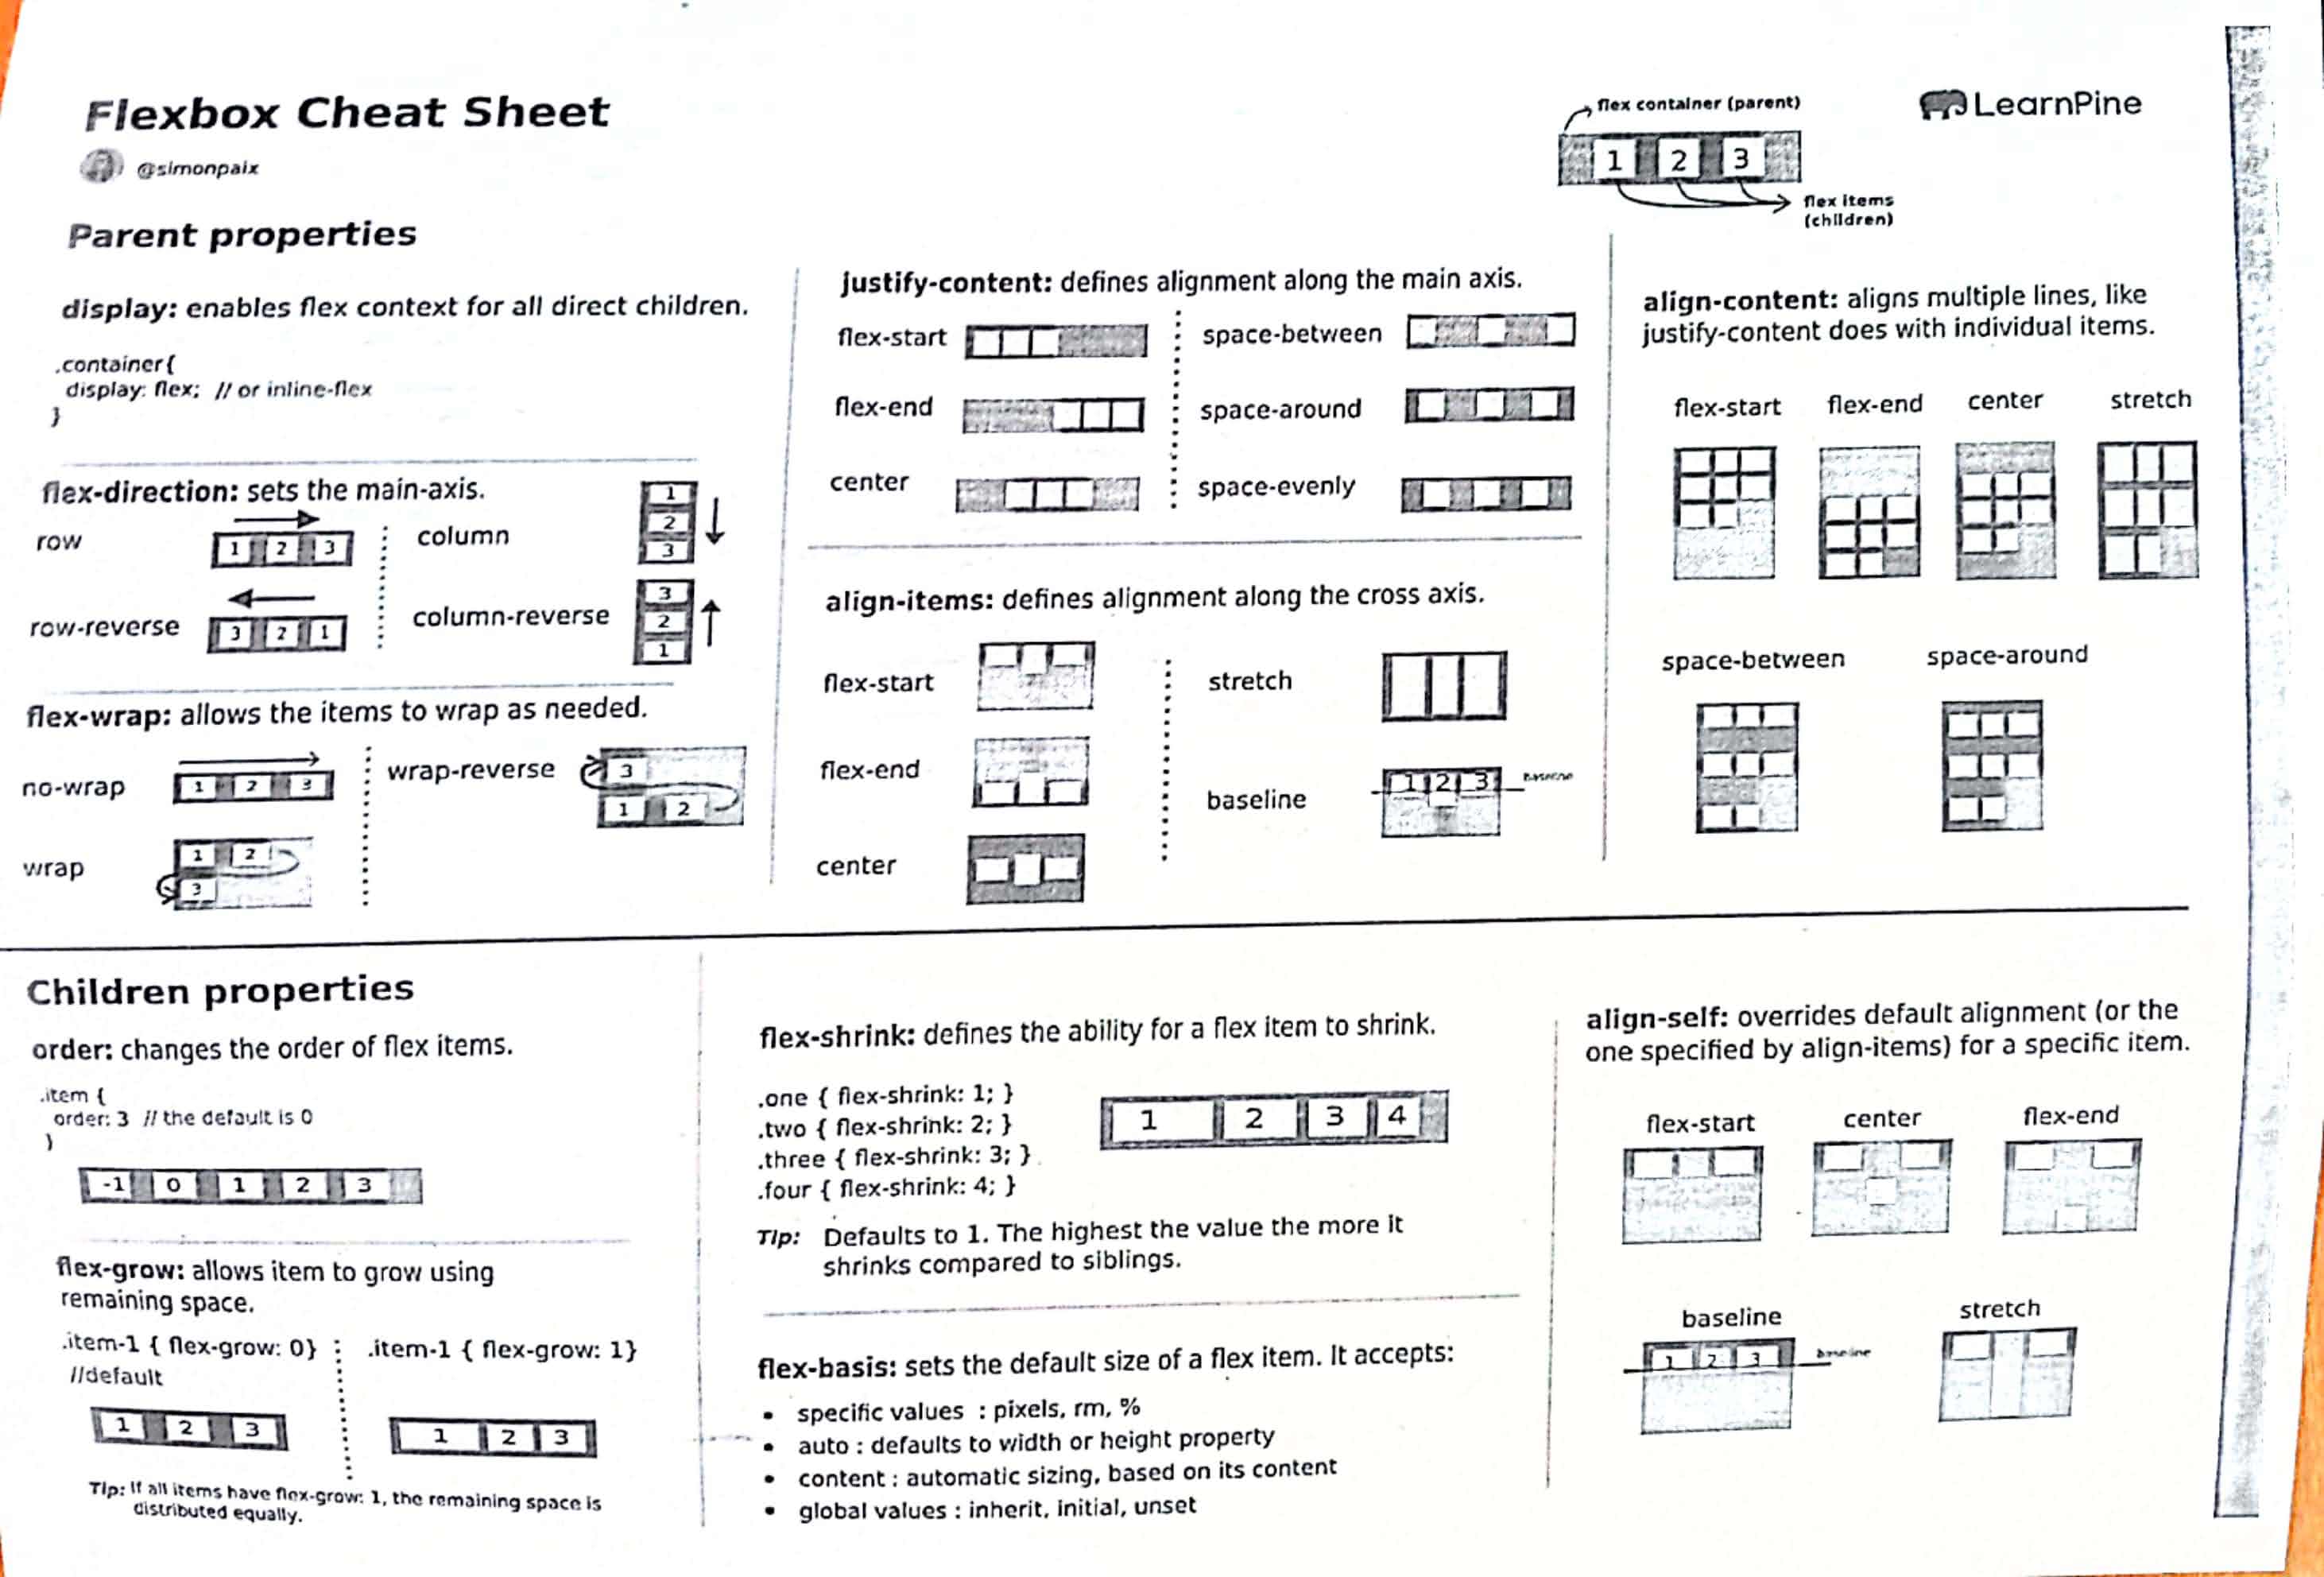 Flexbox Cheat Sheet
@simonpaix
flex container (parent)
1 2 3
flex items
(children)
LearnPine
Parent properties
display: enables flex context for all direct children.
.container{
display: flex; // or inline-flex
}
flex-direction: sets the main-axis.
row
1 2 3
column
1
2
3
row-reverse
3 2 1
column-reverse
3
2
1
flex-wrap: allows the items to wrap as needed.
no-wrap
1 2 3
wrap-reverse
3
1 2
wrap
1 2
3
justify-content: defines alignment along the main axis.
flex-start
space-between
flex-end
space-around
center
space-evenly
align-items: defines alignment along the cross axis.
flex-start
stretch
flex-end
baseline
1 2 3
baseline
center
align-content: aligns multiple lines, like
justify-content does with individual items.
flex-start
flex-end
center
stretch
space-between
space-around
Children properties
order: changes the order of flex items.
.item {
order: 3 // the default is 0
}
-1 0 1 2 3
flex-grow: allows item to grow using
remaining space.
.item-1 { flex-grow: 0}
//default
1 2 3
.item-1 { flex-grow: 1}
1 2 3
Tip: If all items have flex-grow: 1, the remaining space is
distributed equally.
flex-shrink: defines the ability for a flex item to shrink.
.one { flex-shrink: 1; }
.two { flex-shrink: 2; }
.three { flex-shrink: 3; }
.four { flex-shrink: 4; }
1 2 3 4
Tip: Defaults to 1. The highest the value the more it
shrinks compared to siblings.
flex-basis: sets the default size of a flex item. It accepts:
• specific values : pixels, rm, %
• auto : defaults to width or height property
• content : automatic sizing, based on its content
• global values : inherit, initial, unset
align-self: overrides default alignment (or the
one specified by align-items) for a specific item.
flex-start
center
flex-end
baseline
1 2 3
baseline
stretch